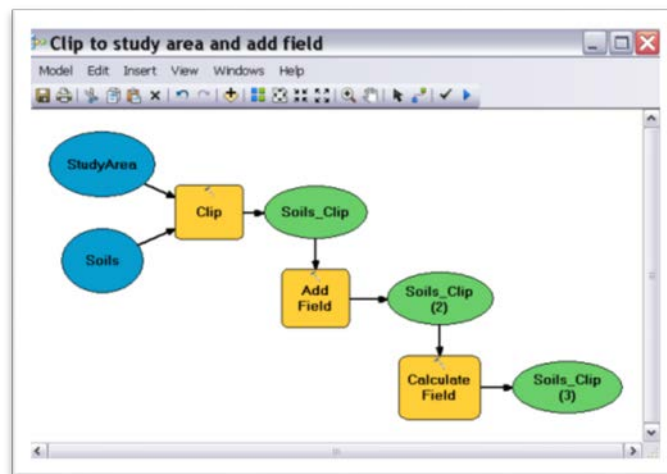 Clip to study area and add field
Model Edit Insert View Windows Help
StudyArea
Clip
Soils_Clip
Soils
Add
Field
Soils_Clip
(2)
Calculate
Field
Soils_Clip
(3)